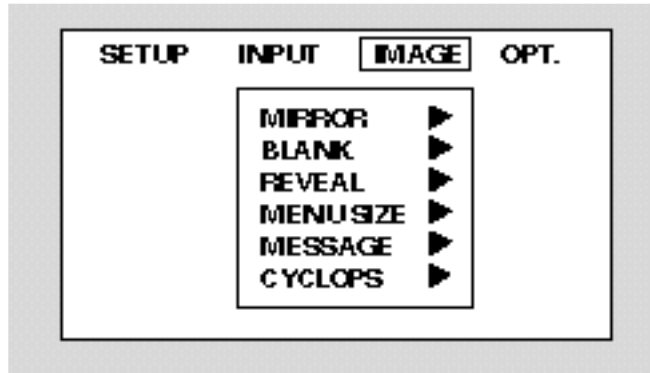 SETUP INPUT IMAGE OPT.
MIRROR
BLANK
REVEAL
MENU SIZE
MESSAGE
CYCLOPS